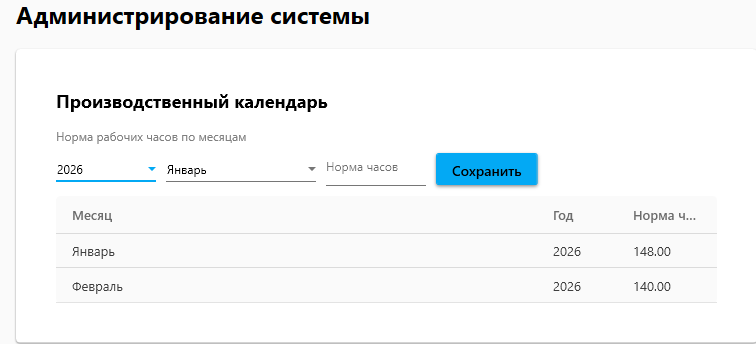 Администрирование системы
Производственный календарь
Норма рабочих часов по месяцам
2026 Январь Норма часов Сохранить
Месяц Год Норма ч...
Январь 2026 148.00
Февраль 2026 140.00